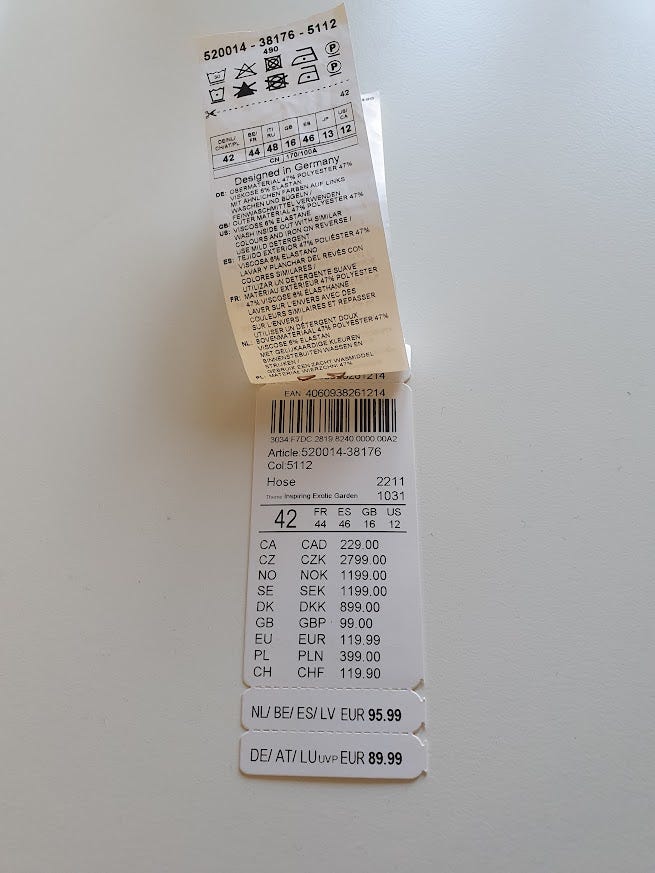 520014 - 38176 - 5112
490
42
DE/NL/ CH/AT/PL BE/ FR IT/ RU GB ES JP US/ CA
42 44 48 16 46 13 12
CN 170/100A
Designed in Germany
DE: OBERMATERIAL 47% POLYESTER 47%
VISKOSE 6% ELASTAN
MIT ÄHNLICHEN FARBEN AUF LINKS
WASCHEN UND BÜGELN /
FEINWASCHMITTEL VERWENDEN
GB: OUTER MATERIAL 47% POLYESTER 47%
US: VISCOSE 6% ELASTANE
WASH INSIDE OUT WITH SIMILAR
COLOURS AND IRON ON REVERSE /
USE MILD DETERGENT
ES: TEJIDO EXTERIOR 47% POLIÉSTER 47%
VISCOSA 6% ELASTANO
LAVAR Y PLANCHAR DEL REVÉS CON
COLORES SIMILARES /
UTILIZAR UN DETERGENTE SUAVE
FR: MATERIAU EXTÉRIEUR 47% POLYESTER
47% VISCOSE 6% ÉLASTHANNE
LAVER SUR L'ENVERS AVEC DES
COULEURS SIMILAIRES ET REPASSER
SUR L'ENVERS /
UTILISER UN DÉTERGENT DOUX
NL: BOVENMATERIAAL 47% POLYESTER 47%
VISCOSE 6% ELASTAN
MET GELIJKAARDIGE KLEUREN
BINNENSTEBUITEN WASSEN EN
STRIJKEN /
GEBRUIK EEN ZACHT WASMIDDEL
PL: MATERIAŁ WIERZCHNI 47%
EAN 4060938261214
3034 F7DC 2819 8240 0000 00A2
Article:520014-38176
Col:5112
Hose 2211
Theme Inspiring Exotic Garden 1031
42 FR ES GB US
44 46 16 12
CA CAD 229.00
CZ CZK 2799.00
NO NOK 1199.00
SE SEK 1199.00
DK DKK 899.00
GB GBP 99.00
EU EUR 119.99
PL PLN 399.00
CH CHF 119.90
NL/ BE/ ES/ LV EUR 95.99
DE/ AT/ LU UVP EUR 89.99